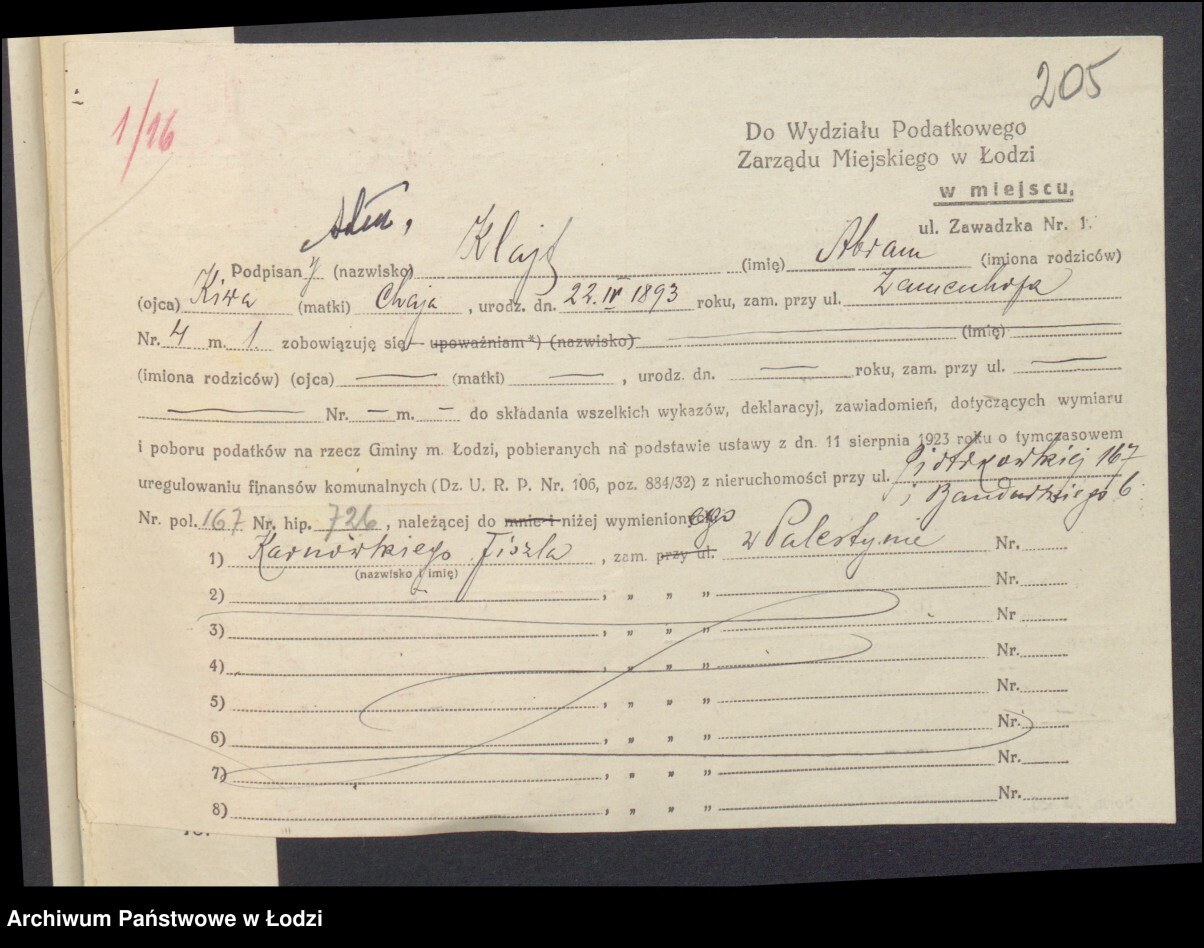 205
1/16
Do Wydziału Podatkowego
Zarządu Miejskiego w Łodzi
w miejscu,
ul. Zawadzka Nr. 1.
Podpisany (nazwisko) Klajt (imię) Abram (imiona rodziców)
(ojca) Kiwa (matki) Chaja, urodz. dn. 22.IV 1893 roku, zam. przy ul. Zamenhofa
Nr. 4 m. 1 zobowiązuję się — upoważniam *) (nazwisko) — (imię) —
(imiona rodziców) (ojca) — (matki) — , urodz. dn. — roku, zam. przy ul. —
— Nr. — m. — do składania wszelkich wykazów, deklaracyj, zawiadomień, dotyczących wymiaru
i poboru podatków na rzecz Gminy m. Łodzi, pobieranych na podstawie ustawy z dn. 11 sierpnia 1923 roku o tymczasowem
uregulowaniu finansów komunalnych (Dz. U. R. P. Nr. 106, poz. 884/32) z nieruchomości przy ul. Piotrkowskiej 167
i Bandurskiego 6
Nr. pol. 167 Nr. hip. 726, należącej do mnie i niżej wymienionego
1) Karnowskiego Fiszla, zam. przy ul. w Palestynie Nr.
(nazwisko i imię)
2) , „ „ „ Nr.
3) , „ „ „ Nr
4) , „ „ „ Nr.
5) , „ „ „ Nr.
6) , „ „ „ Nr.
7) , „ „ „ Nr.
8) , „ „ „ Nr.
Archiwum Państwowe w Łodzi